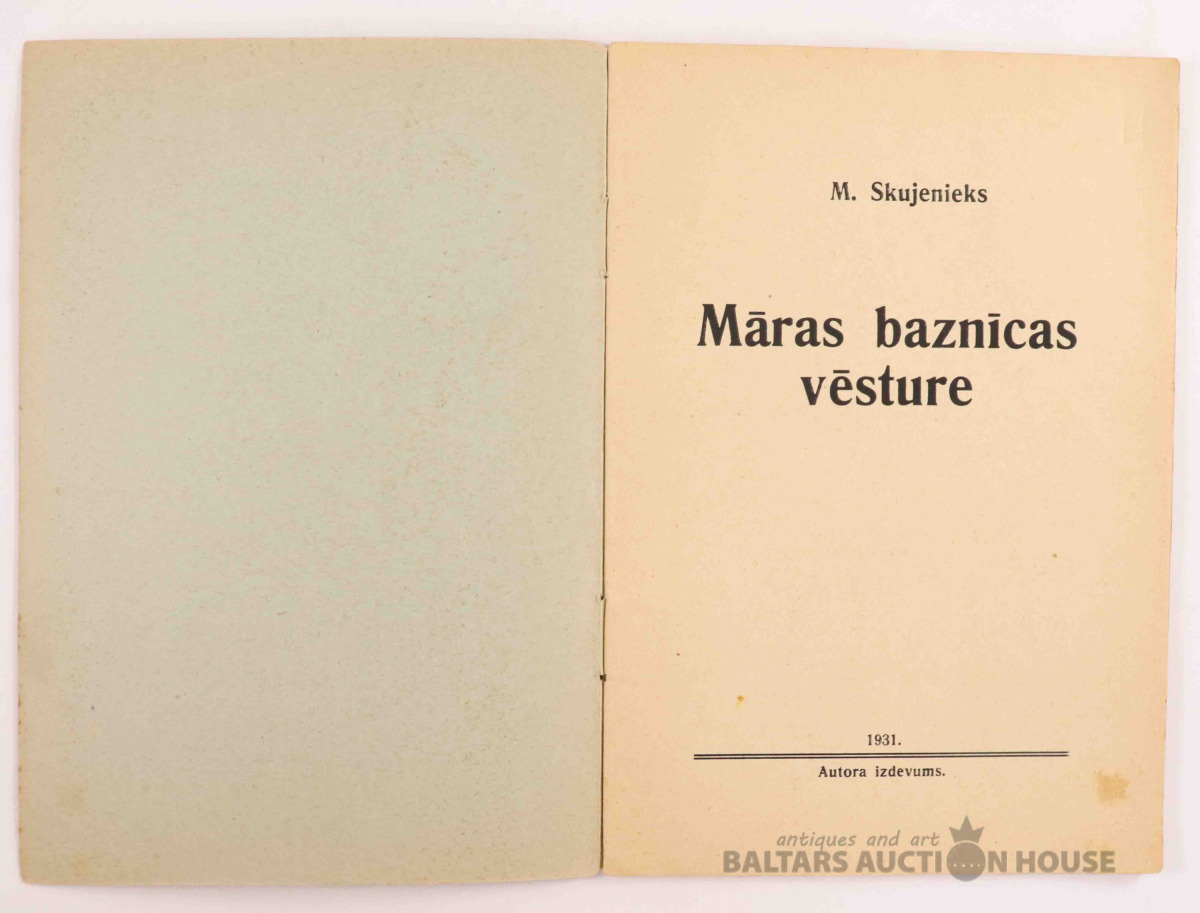 M. Skujenieks
Māras baznīcas
vēsture
1931.
Autora izdevums.
antiques and art
BALTARS AUCTION HOUSE